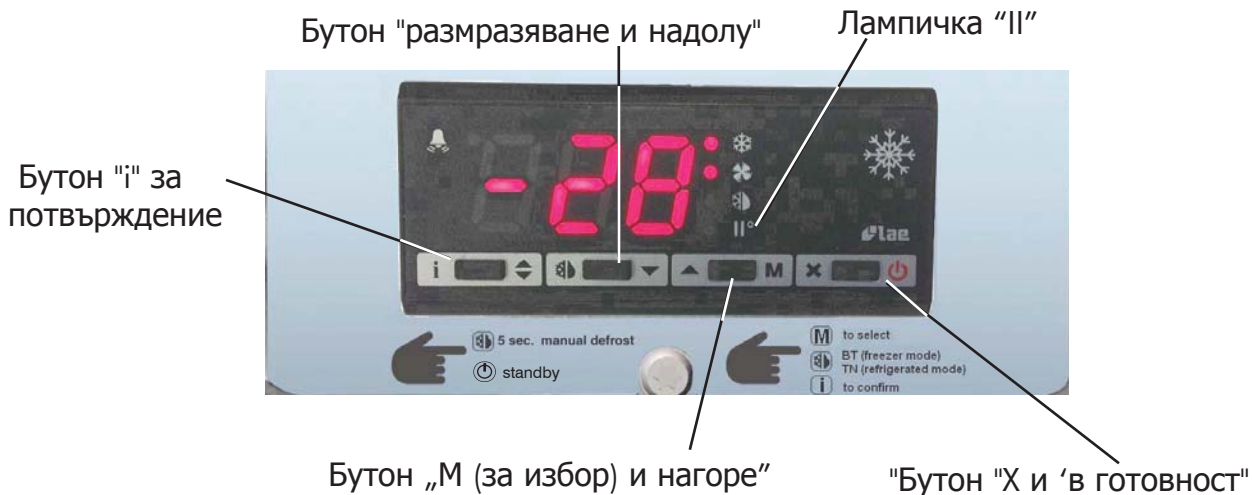 Бутон "размразяване и надолу"
Лампичка “II”
-28:
II°
lae
Бутон "i" за
потвърждение
i
M
5 sec. manual defrost
standby
M to select
BT (freezer mode)
TN (refrigerated mode)
i to confirm
Бутон „М (за избор) и нагоре”
"Бутон "X и ‘в готовност"